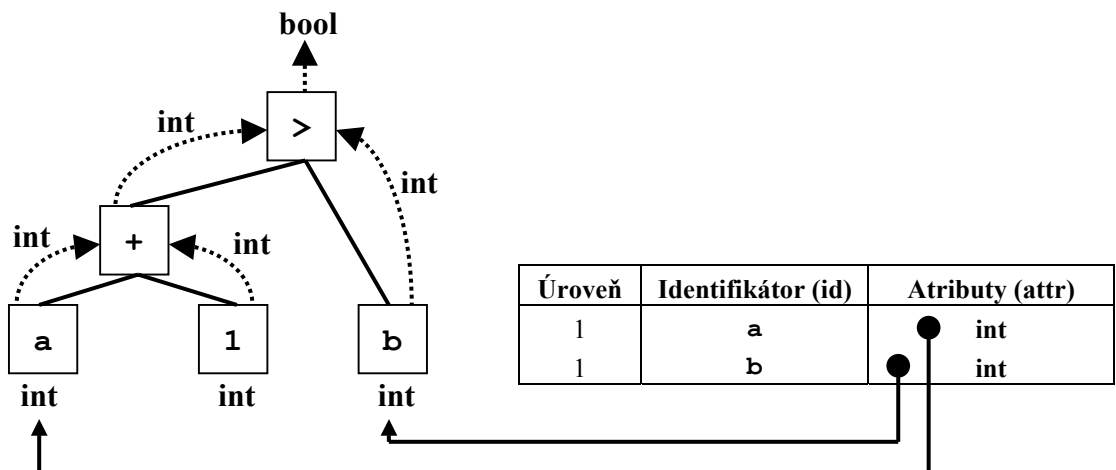 bool
>
int
int
+
int
int
a
1
b
int
int
int
Úroveň Identifikátor (id) Atributy (attr)
1 a int
1 b int